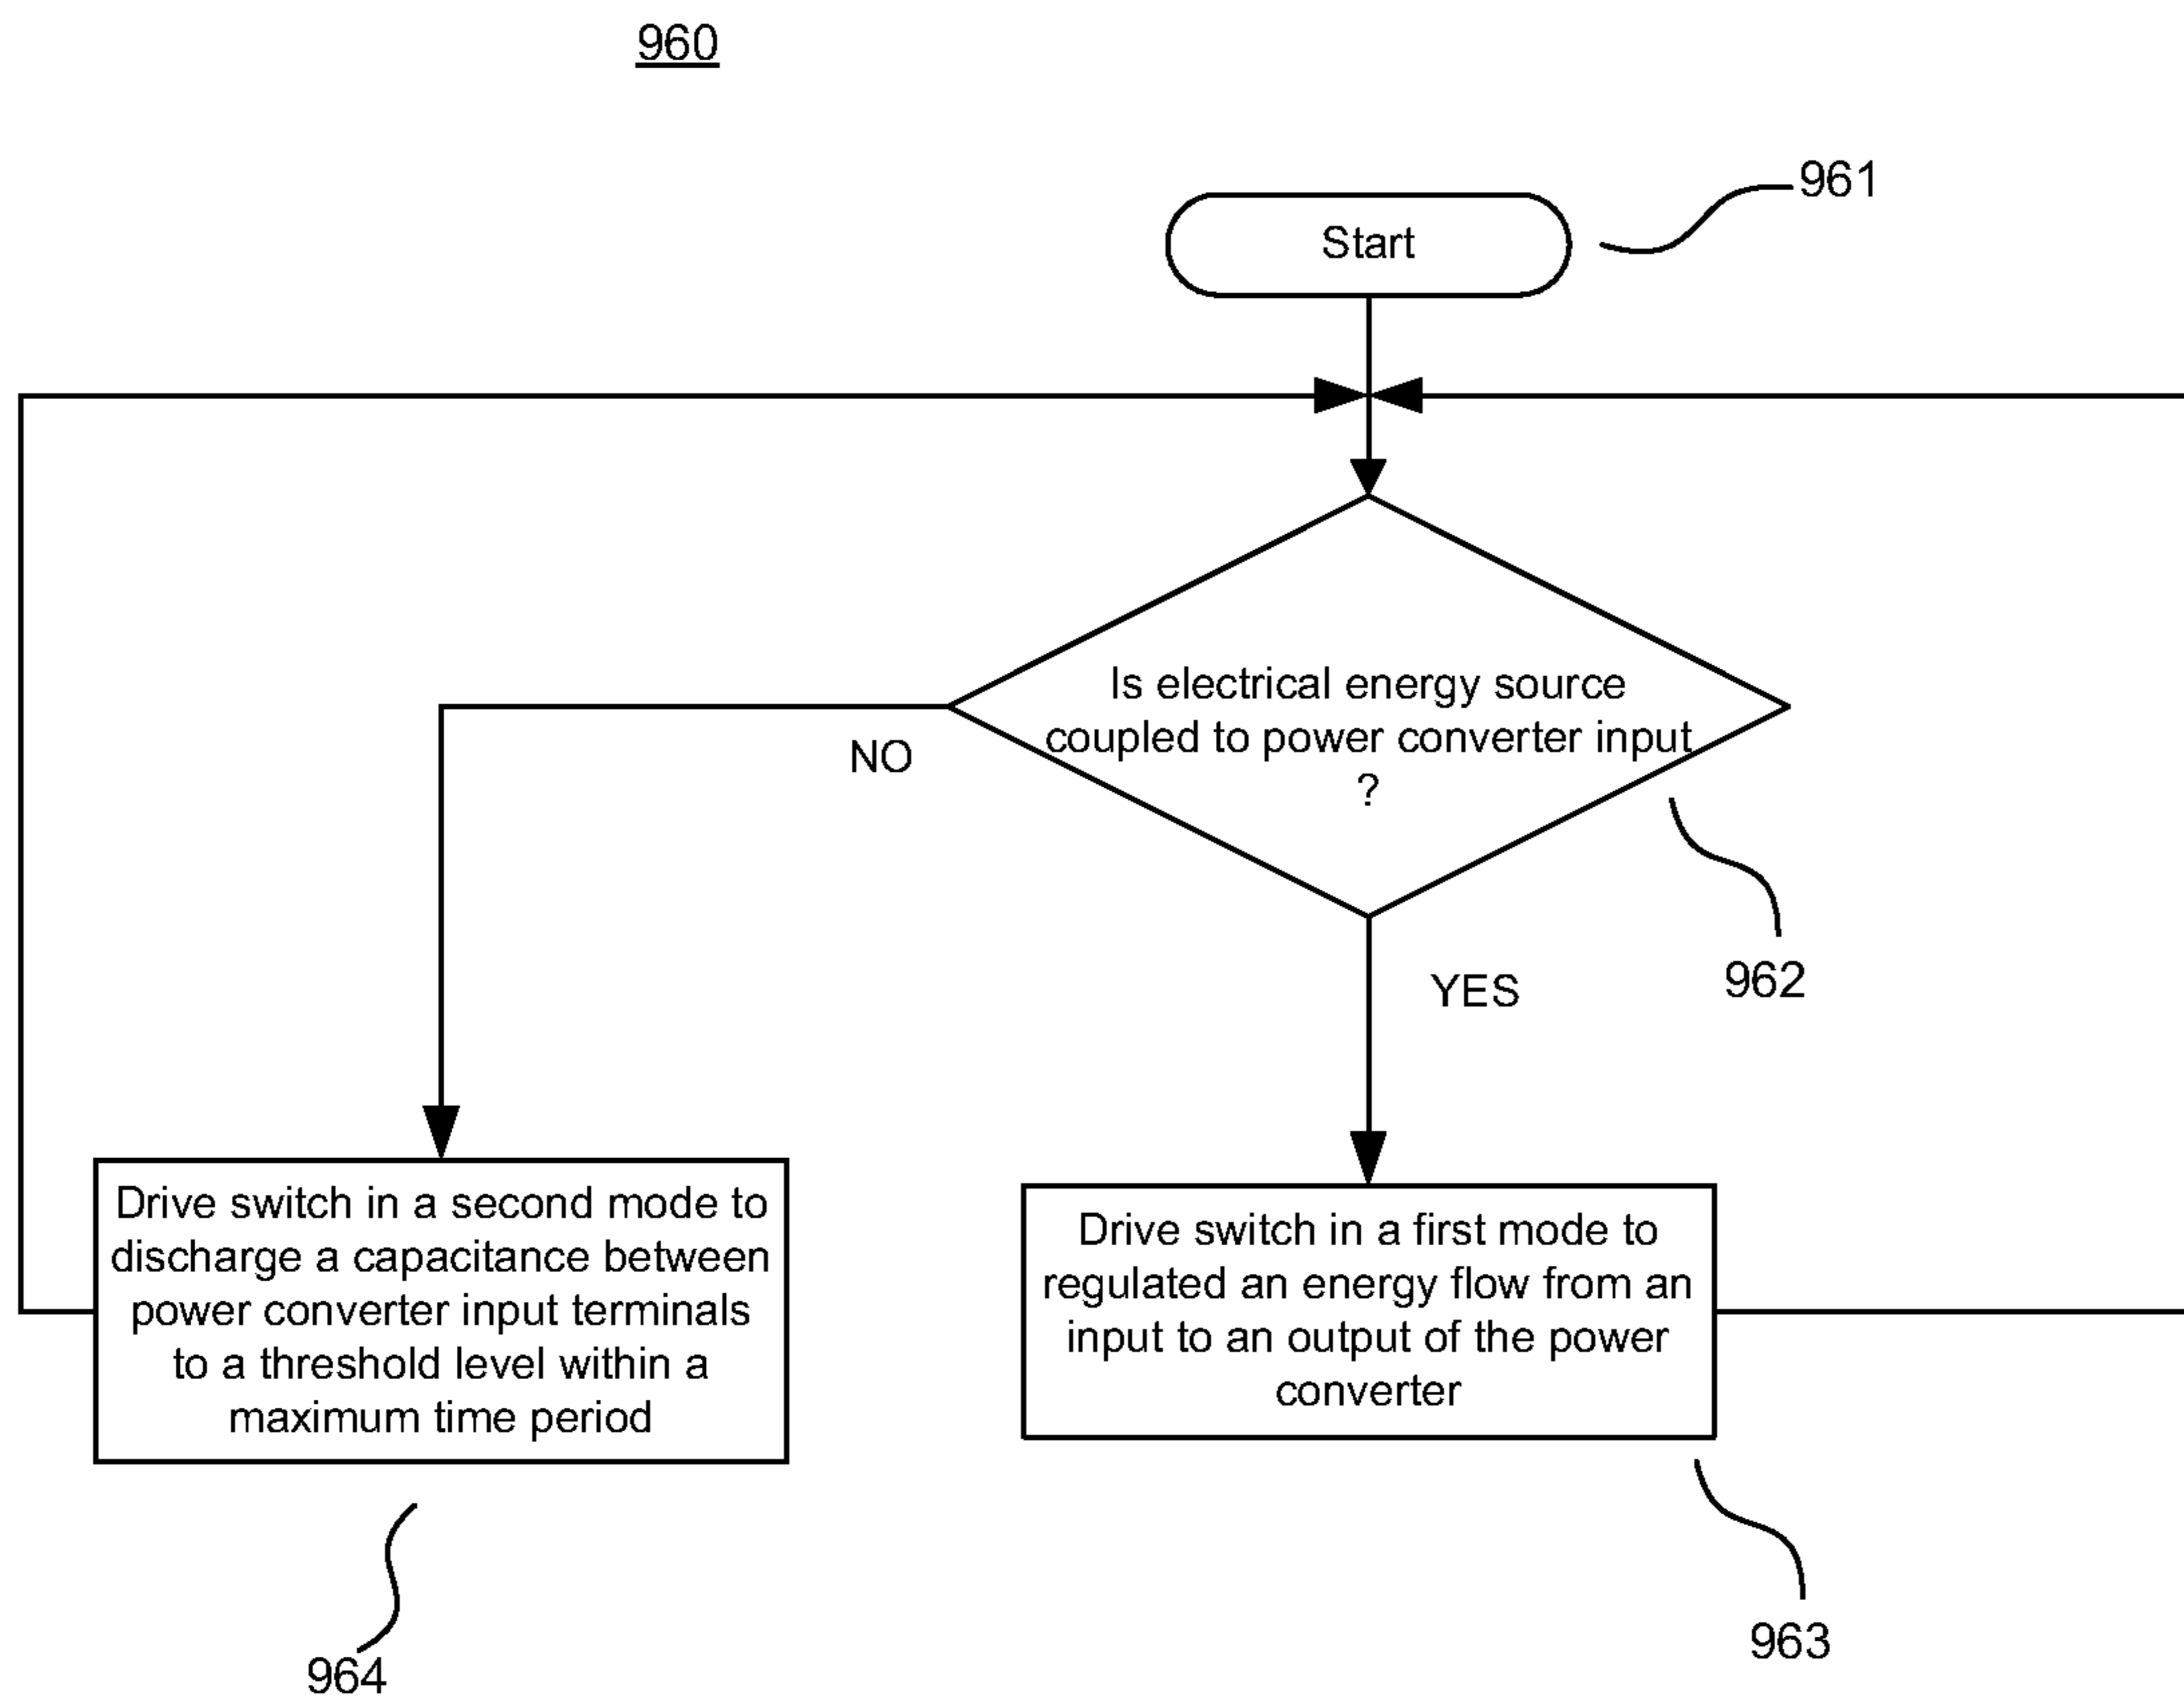 960
961
Start
Is electrical energy source
coupled to power converter input
?
NO
YES
962
Drive switch in a second mode to
discharge a capacitance between
power converter input terminals
to a threshold level within a
maximum time period
Drive switch in a first mode to
regulated an energy flow from an
input to an output of the power
converter
963
964